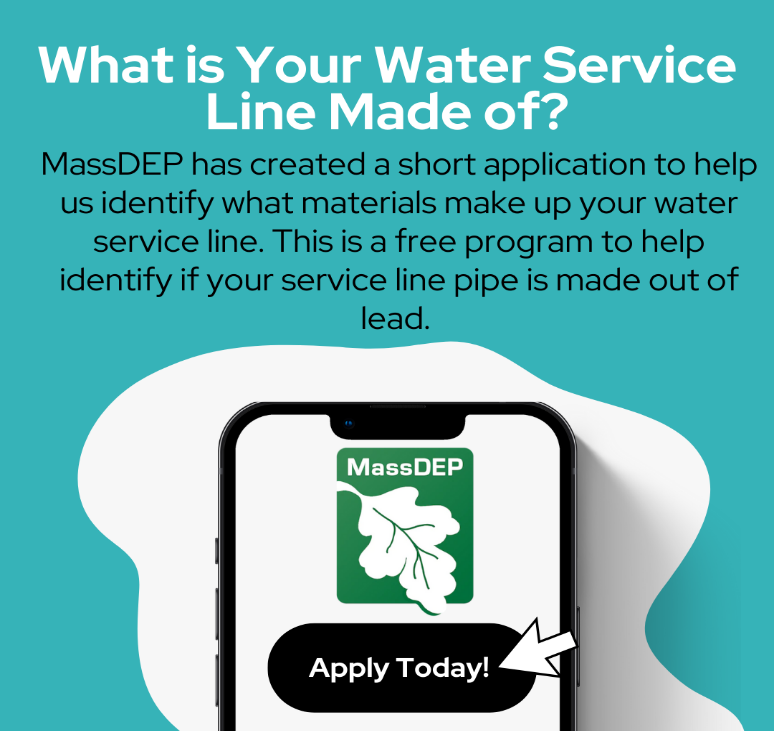 What is Your Water Service
Line Made of?
MassDEP has created a short application to help
us identify what materials make up your water
service line. This is a free program to help
identify if your service line pipe is made out of
lead.
MassDEP
Apply Today!